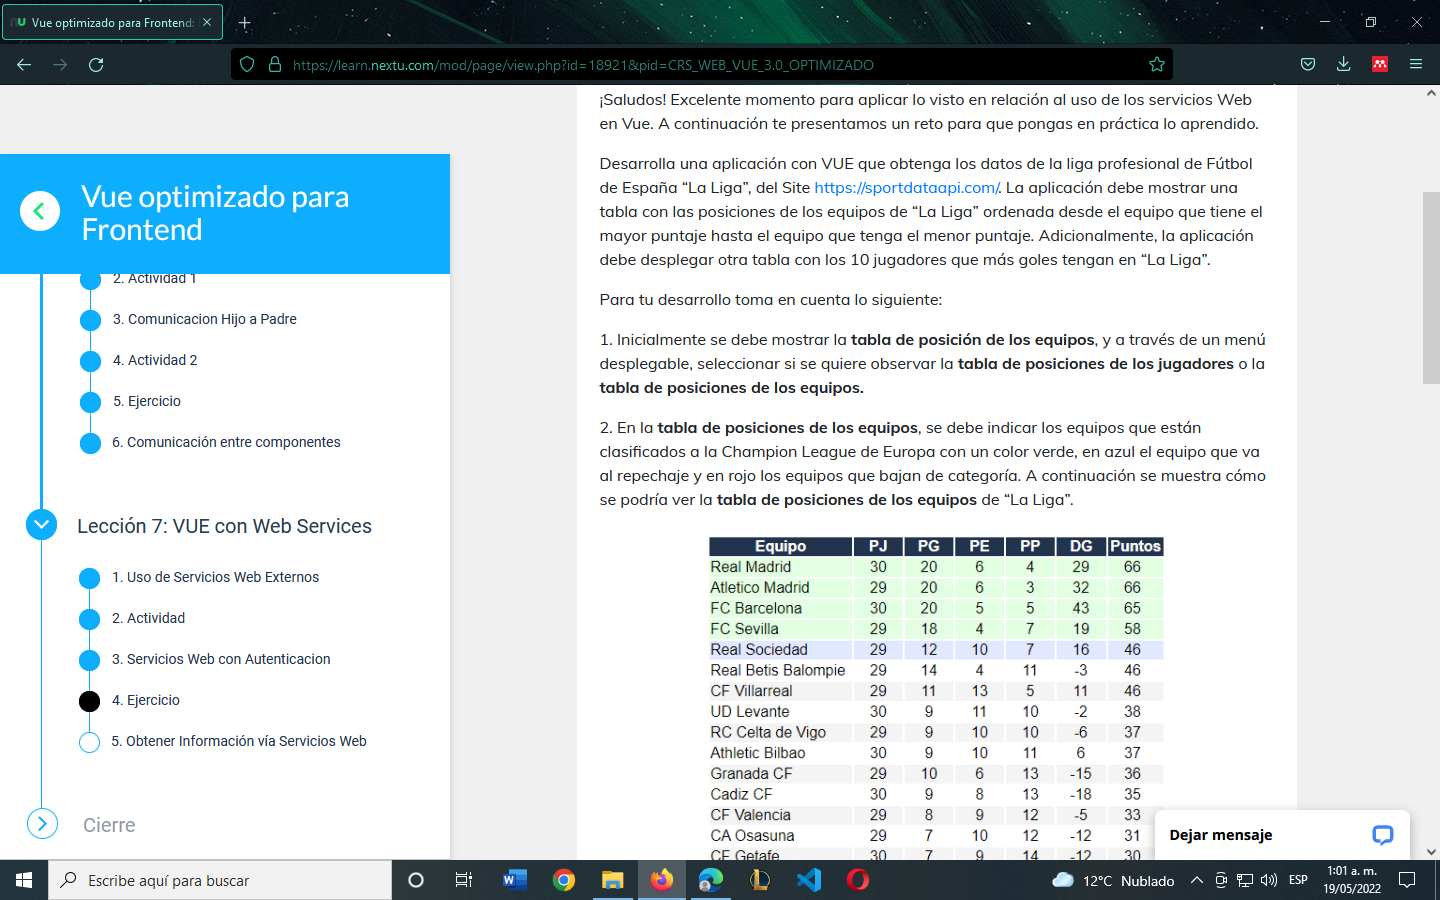 Vue optimizado para Frontend:
https://learn.nextu.com/mod/page/view.php?id=18921&pid=CRS_WEB_VUE_3.0_OPTIMIZADO
Vue optimizado para
Frontend
2. Actividad 1
3. Comunicacion Hijo a Padre
4. Actividad 2
5. Ejercicio
6. Comunicación entre componentes
Lección 7: VUE con Web Services
1. Uso de Servicios Web Externos
2. Actividad
3. Servicios Web con Autenticacion
4. Ejercicio
5. Obtener Información vía Servicios Web
Cierre
¡Saludos! Excelente momento para aplicar lo visto en relación al uso de los servicios Web
en Vue. A continuación te presentamos un reto para que pongas en práctica lo aprendido.
Desarrolla una aplicación con VUE que obtenga los datos de la liga profesional de Fútbol
de España “La Liga”, del Site https://sportdataapi.com/. La aplicación debe mostrar una
tabla con las posiciones de los equipos de “La Liga” ordenada desde el equipo que tiene el
mayor puntaje hasta el equipo que tenga el menor puntaje. Adicionalmente, la aplicación
debe desplegar otra tabla con los 10 jugadores que más goles tengan en “La Liga”.
Para tu desarrollo toma en cuenta lo siguiente:
1. Inicialmente se debe mostrar la tabla de posición de los equipos, y a través de un menú
desplegable, seleccionar si se quiere observar la tabla de posiciones de los jugadores o la
tabla de posiciones de los equipos.
2. En la tabla de posiciones de los equipos, se debe indicar los equipos que están
clasificados a la Champion League de Europa con un color verde, en azul el equipo que va
al repechaje y en rojo los equipos que bajan de categoría. A continuación se muestra cómo
se podría ver la tabla de posiciones de los equipos de “La Liga”.
Equipo PJ PG PE PP DG Puntos
Real Madrid 30 20 6 4 29 66
Atletico Madrid 29 20 6 3 32 66
FC Barcelona 30 20 5 5 43 65
FC Sevilla 29 18 4 7 19 58
Real Sociedad 29 12 10 7 16 46
Real Betis Balompie 29 14 4 11 -3 46
CF Villarreal 29 11 13 5 11 46
UD Levante 30 9 11 10 -2 38
RC Celta de Vigo 29 9 10 10 -6 37
Athletic Bilbao 30 9 10 11 6 37
Granada CF 29 10 6 13 -15 36
Cadiz CF 30 9 8 13 -18 35
CF Valencia 29 8 9 12 -5 33
CA Osasuna 29 7 10 12 -12 31
CF Getafe 30 7 9 14 -12 30
Dejar mensaje
Escribe aquí para buscar
12°C Nublado
ESP
1:01 a. m.
19/05/2022